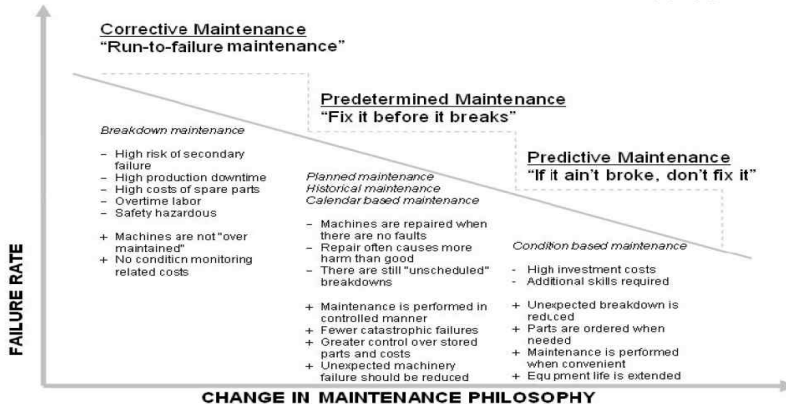 Corrective Maintenance
"Run-to-failure maintenance"
Breakdown maintenance
– High risk of secondary
failure
– High production downtime
– High costs of spare parts
– Overtime labor
– Safety hazardous
+ Machines are not "over
maintained"
+ No condition monitoring
related costs
Predetermined Maintenance
"Fix it before it breaks"
Planned maintenance
Historical maintenance
Calendar based maintenance
– Machines are repaired when
there are no faults
– Repair often causes more
harm than good
– There are still "unscheduled"
breakdowns
+ Maintenance is performed in
controlled manner
+ Fewer catastrophic failures
+ Greater control over stored
parts and costs
+ Unexpected machinery
failure should be reduced
Predictive Maintenance
"If it ain't broke, don't fix it"
Condition based maintenance
- High investment costs
- Additional skills required
+ Unexpected breakdown is
reduced
+ Parts are ordered when
needed
+ Maintenance is performed
when convenient
+ Equipment life is extended
FAILURE RATE
CHANGE IN MAINTENANCE PHILOSOPHY